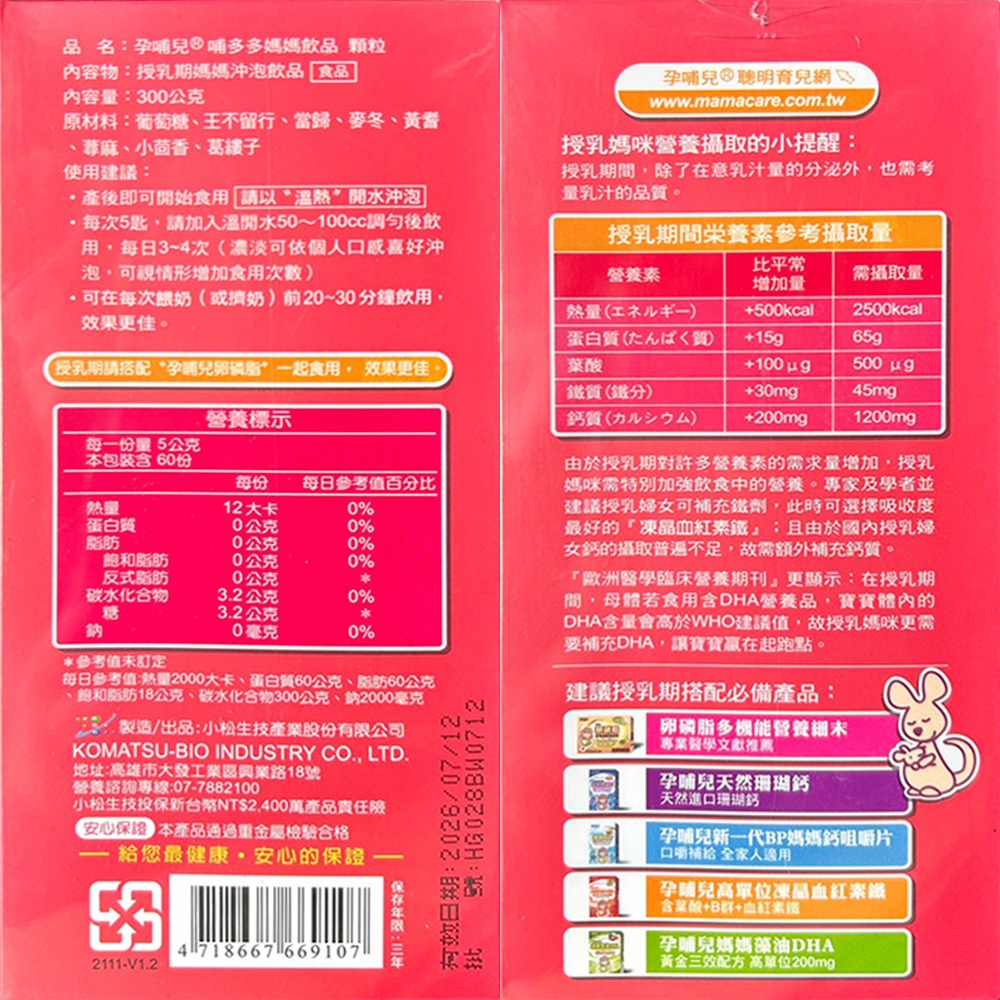 品　名：孕哺兒®哺多多媽媽飲品 顆粒
內容物：授乳期媽媽沖泡飲品 食品
內容量：300公克
原材料：葡萄糖、王不留行、當歸、麥冬、黃耆
、蕁麻、小茴香、葛縷子
使用建議：
・產後即可開始食用 請以〝溫熱〞開水沖泡
・每次5匙，請加入溫開水50～100cc調勻後飲
用，每日3~4次（濃淡可依個人口感喜好沖
泡，可視情形增加食用次數）
・可在每次餵奶（或擠奶）前20~30分鐘飲用，
效果更佳。
授乳期請搭配〝孕哺兒卵磷脂〞一起食用， 效果更佳。
營養標示
每一份量 5公克
本包裝含 60份
每份 每日參考值百分比
熱量 12大卡 0%
蛋白質 0公克 0%
脂肪 0公克 0%
飽和脂肪 0公克 0%
反式脂肪 0公克 *
碳水化合物 3.2公克 0%
糖 3.2公克 *
鈉 0毫克 0%
*參考值未訂定
每日參考值:熱量2000大卡、蛋白質60公克、脂肪60公克
、飽和脂肪18公克、碳水化合物300公克、鈉2000毫克
製造/出品:小松生技產業股份有限公司
KOMATSU-BIO INDUSTRY CO., LTD.
地址:高雄市大發工業區興業路18號
營養諮詢專線:07-7882100
小松生技投保新台幣NT$2,400萬產品責任險
安心保證 本產品通過重金屬檢驗合格
給您最健康・安心的保證
2111-V1.2
4 718667 669107
保存年限:三年
有效日期:2026/07/12
批　號:HG028BW0712
孕哺兒®聰明育兒網
www.mamacare.com.tw
授乳媽咪營養攝取的小提醒：
授乳期間，除了在意乳汁量的分泌外，也需考
量乳汁的品質。
授乳期間栄養素參考攝取量
營養素 比平常增加量 需攝取量
熱量(エネルギー) +500kcal 2500kcal
蛋白質(たんぱく質) +15g 65g
葉酸 +100μg 500 μg
鐵質(鐵分) +30mg 45mg
鈣質(カルシウム) +200mg 1200mg
由於授乳期對許多營養素的需求量增加，授乳
媽咪需特別加強飲食中的營養。專家及學者並
建議授乳婦女可補充鐵劑，此時可選擇吸收度
最好的『凍晶血紅素鐵』；且由於國內授乳婦
女鈣的攝取普遍不足，故需額外補充鈣質。
『歐洲醫學臨床營養期刊』更顯示：在授乳期
間，母體若食用含DHA營養品，寶寶體內的
DHA含量會高於WHO建議值，故授乳媽咪更需
要補充DHA，讓寶寶贏在起跑點。
建議授乳期搭配必備產品：
卵磷脂多機能營養細末
專業醫學文獻推薦
孕哺兒天然珊瑚鈣
天然進口珊瑚鈣
孕哺兒新一代BP媽媽鈣咀嚼片
口嚼補給 全家人適用
孕哺兒高單位凍晶血紅素鐵
含葉酸+B群+血紅素鐵
孕哺兒媽媽藻油DHA
黃金三效配方 高單位200mg